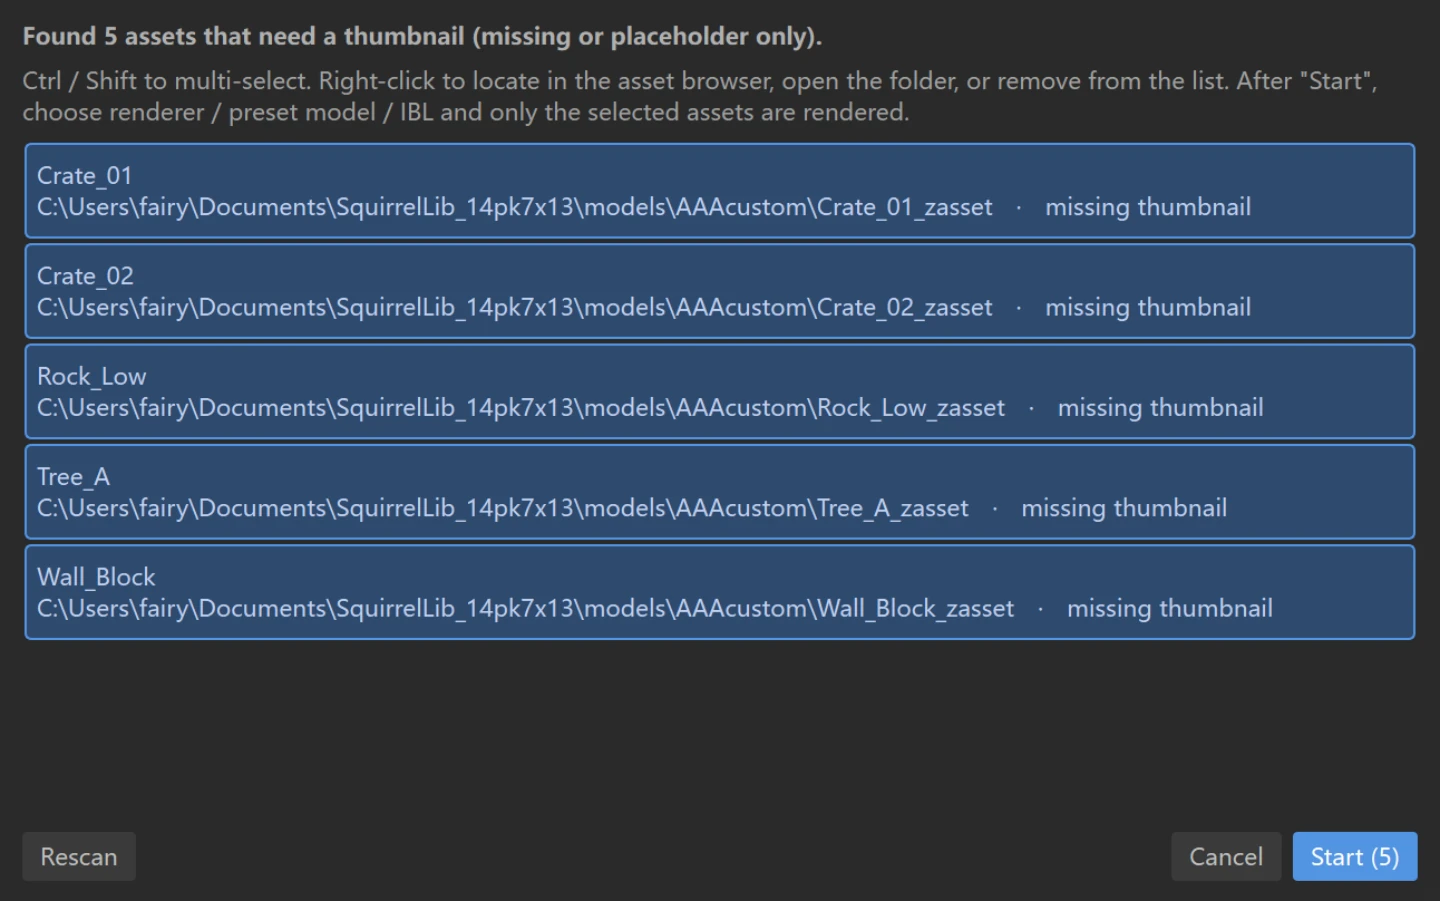 Found 5 assets that need a thumbnail (missing or placeholder only).
Ctrl / Shift to multi-select. Right-click to locate in the asset browser, open the folder, or remove from the list. After "Start",
choose renderer / preset model / IBL and only the selected assets are rendered.
Crate_01
C:\Users\fairy\Documents\SquirrelLib_14pk7x13\models\AAAcustom\Crate_01_zasset · missing thumbnail
Crate_02
C:\Users\fairy\Documents\SquirrelLib_14pk7x13\models\AAAcustom\Crate_02_zasset · missing thumbnail
Rock_Low
C:\Users\fairy\Documents\SquirrelLib_14pk7x13\models\AAAcustom\Rock_Low_zasset · missing thumbnail
Tree_A
C:\Users\fairy\Documents\SquirrelLib_14pk7x13\models\AAAcustom\Tree_A_zasset · missing thumbnail
Wall_Block
C:\Users\fairy\Documents\SquirrelLib_14pk7x13\models\AAAcustom\Wall_Block_zasset · missing thumbnail
Rescan
Cancel
Start (5)